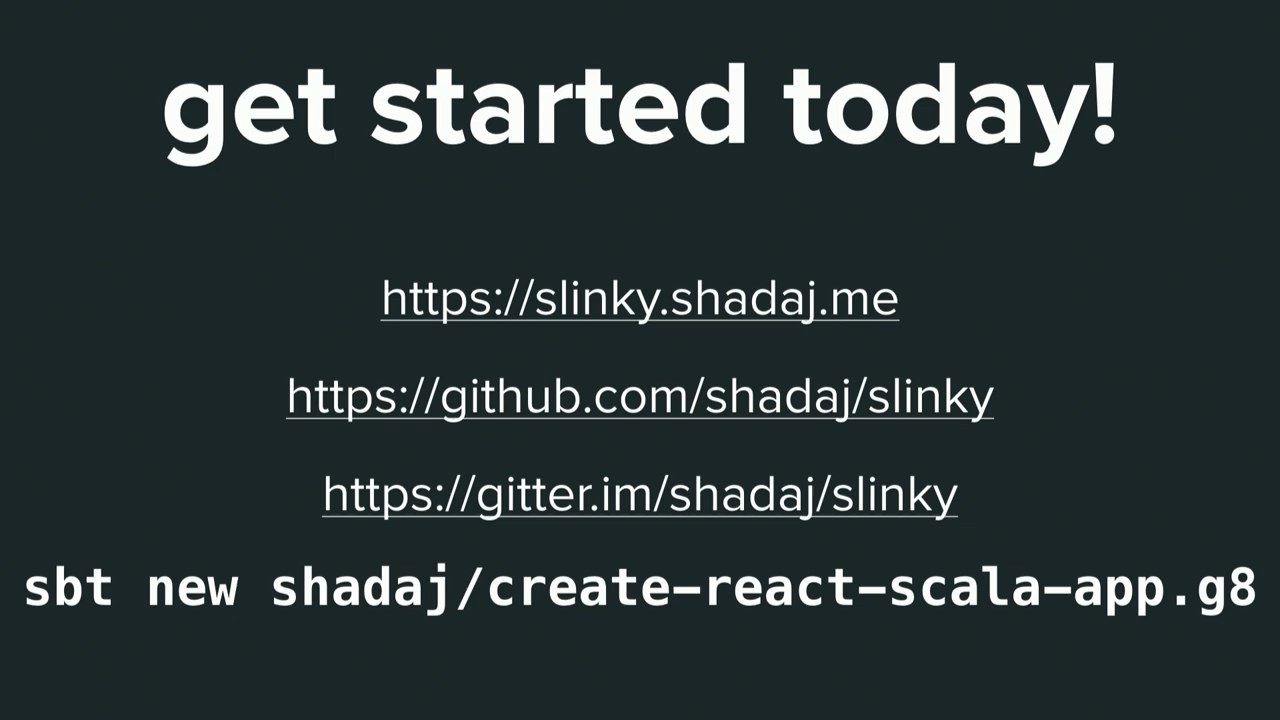 get started today!
https://slinky.shadaj.me
https://github.com/shadaj/slinky
https://gitter.im/shadaj/slinky
sbt new shadaj/create-react-scala-app.g8